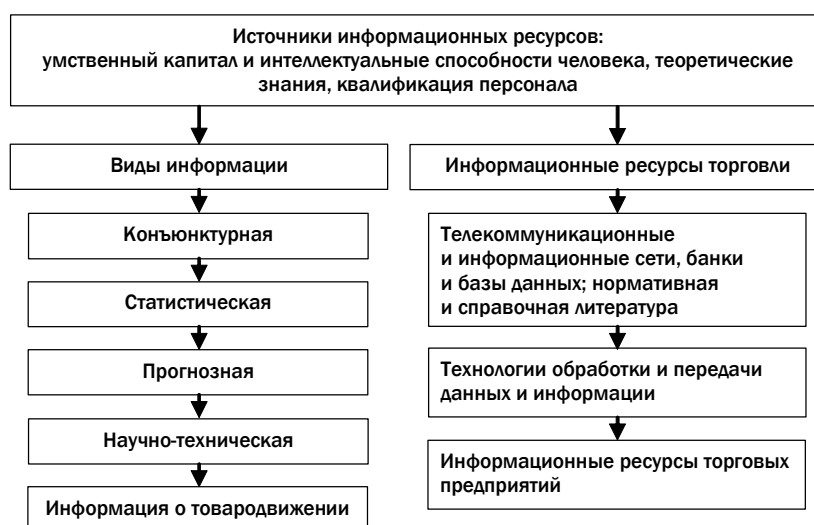 Источники информационных ресурсов:
умственный капитал и интеллектуальные способности человека, теоретические
знания, квалификация персонала
Виды информации
Конъюнктурная
Статистическая
Прогнозная
Научно-техническая
Информация о товародвижении
Информационные ресурсы торговли
Телекоммуникационные
и информационные сети, банки
и базы данных; нормативная
и справочная литература
Технологии обработки и передачи
данных и информации
Информационные ресурсы торговых
предприятий